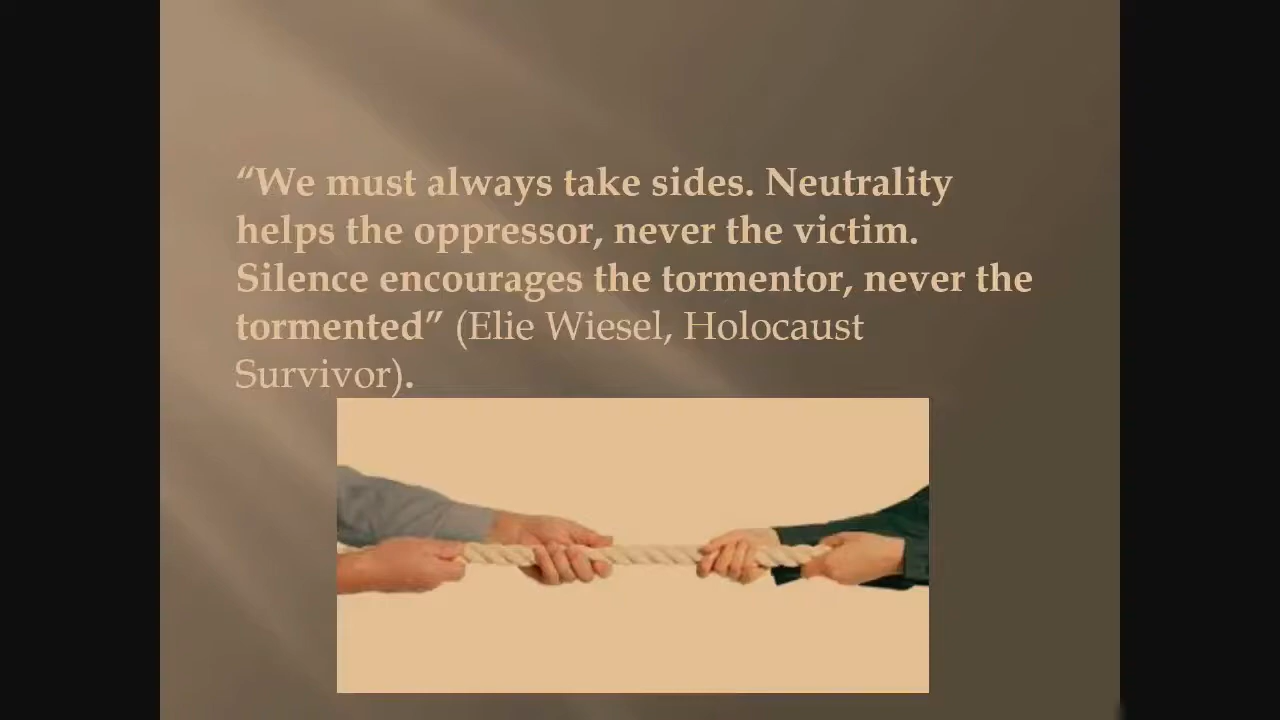 “We must always take sides. Neutrality
helps the oppressor, never the victim.
Silence encourages the tormentor, never the
tormented” (Elie Wiesel, Holocaust
Survivor).